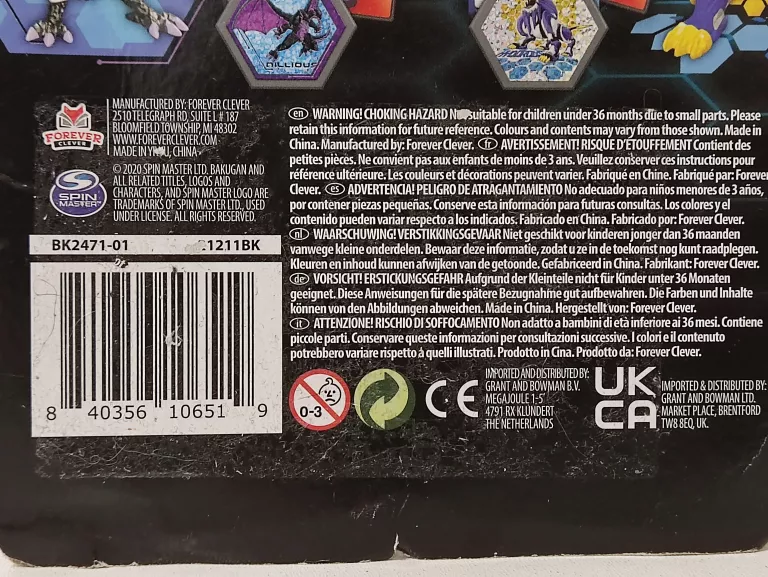 NILLIOUS
MANUFACTURED BY: FOREVER CLEVER
2510 TELEGRAPH RD, SUITE L# 187
BLOOMFIELD TOWNSHIP, MI 48302
WWW.FOREVERCLEVER.COM
MADE IN CHINA
FOREVER
CLEVER
© 2020 SPIN MASTER LTD. BAKUGAN AND
ALL RELATED TITLES, LOGOS AND
CHARACTERS, AND SPIN MASTER LOGO ARE
TRADEMARKS OF SPIN MASTER LTD., USED
UNDER LICENSE. ALL RIGHTS RESERVED.
SPIN
MASTER™
BK2471-01 1211BK
8 40356 10651 9
en WARNING! CHOKING HAZARD Not suitable for children under 36 months due to small parts. Please
retain this information for future reference. Colours and contents may vary from those shown. Made in
China. Manufactured by: Forever Clever. fr AVERTISSEMENT! RISQUE D'ÉTOUFFEMENT Contient des
petites pièces. Ne convient pas aux enfants de moins de 3 ans. Veuillez conserver ces instructions pour
référence ultérieure. Les couleurs et décorations peuvent varier. Fabriqué en Chine. Fabriqué par: Forever
Clever. es ADVERTENCIA! PELIGRO DE ATRAGANTAMIENTO No adecuado para niños menores de 3 años,
por contener piezas pequeñas. Conserve esta información para futuras consultas. Los colores y el
contenido pueden variar respecto a los indicados. Fabricado en China. Fabricado por: Forever Clever.
nl WAARSCHUWJING! VERSTIKKINGSGEVAAR Niet geschikt voor kinderen jonger dan 36 maanden
vanwege kleine onderdelen. Bewaar deze informatie, zodat u ze in de toekomst nog kunt raadplegen.
Kleuren en inhoud kunnen afwijken van de getoonde. Gefabriceerd in China. Fabrikant: Forever Clever.
de VORSICHT! ERSTICKUNGSGEFAHR Aufgrund der Kleinteile nicht für Kinder unter 36 Monaten
geeignet. Diese Anweisungen für die spätere Bezugnahme gut aufbewahren. Die Farben und Inhalte
können von den Abbildungen abweichen. Made in China. Hergestellt von: Forever Clever.
it ATTENZIONE! RISCHIO DI SOFFOCAMENTO Non adatto a bambini di età inferiore ai 36 mesi. Contiene
piccole parti. Conservare queste informazioni per consultazioni successive. I colori e il contenuto
potrebbero variare rispetto a quelli illustrati. Prodotto in Cina. Prodotto da: Forever Clever.
0-3
CE
IMPORTED AND DISTRIBUTED BY:
GRANT AND BOWMAN B.V.
MEGAJOULE 1-5
4791 RX KLUNDERT
THE NETHERLANDS
UK
CA
IMPORTED & DISTRIBUTED BY:
GRANT AND BOWMAN LTD.
MARKET PLACE, BRENTFORD
TW8 8EQ, UK.